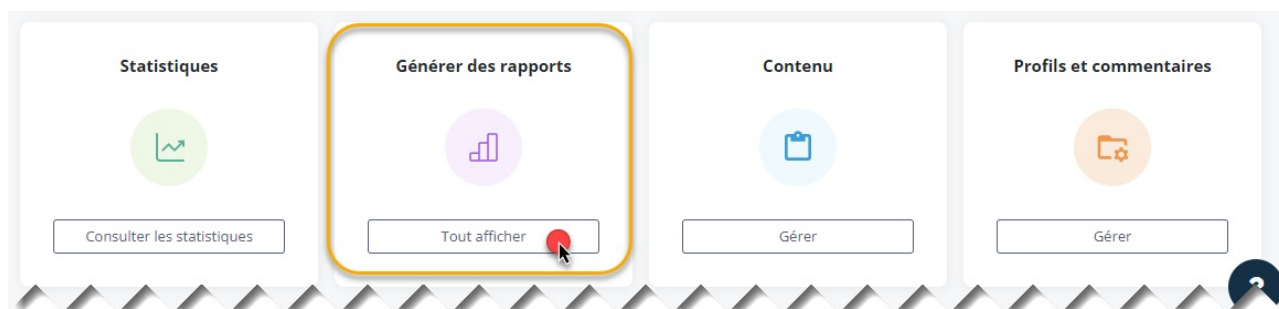 Statistiques
Générer des rapports
Contenu
Profils et commentaires
Consulter les statistiques
Tout afficher
Gérer
Gérer